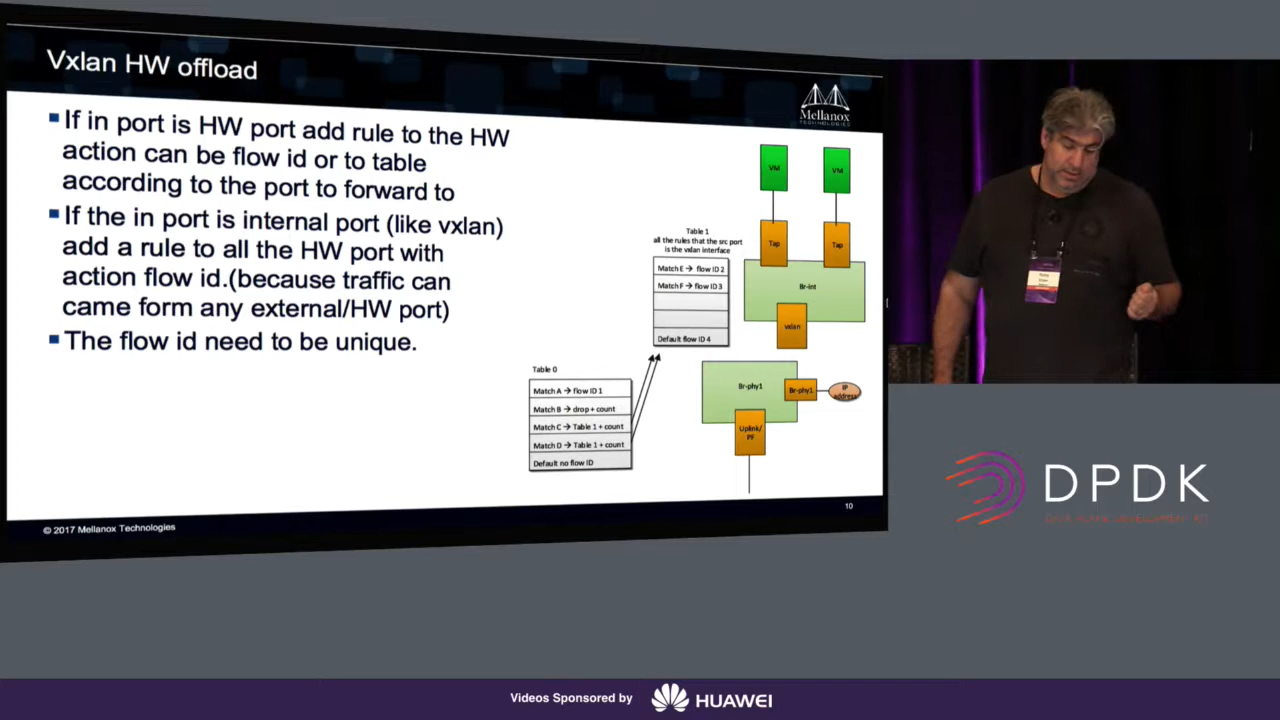 Vxlan HW offload
Mellanox
TECHNOLOGIES
If in port is HW port add rule to the HW
action can be flow id or to table
according to the port to forward to
If the in port is internal port (like vxlan)
add a rule to all the HW port with
action flow id.(because traffic can
came form any external/HW port)
The flow id need to be unique.
VM
VM
Tap
Tap
Br-int
vxlan
Table 1
all the rules that the src port
is the vxlan interface
Match E → flow ID 2
Match F → flow ID 3
Default flow ID 4
Table 0
Match A → flow ID 1
Match B → drop + count
Match C → Table 1 + count
Match D → Table 1 + count
Default no flow ID
Br-phy1
Br-phy1
IP
address
Uplink/
PF
© 2017 Mellanox Technologies
10
DPDK
DATA PLANE DEVELOPMENT KIT
Videos Sponsored by
HUAWEI